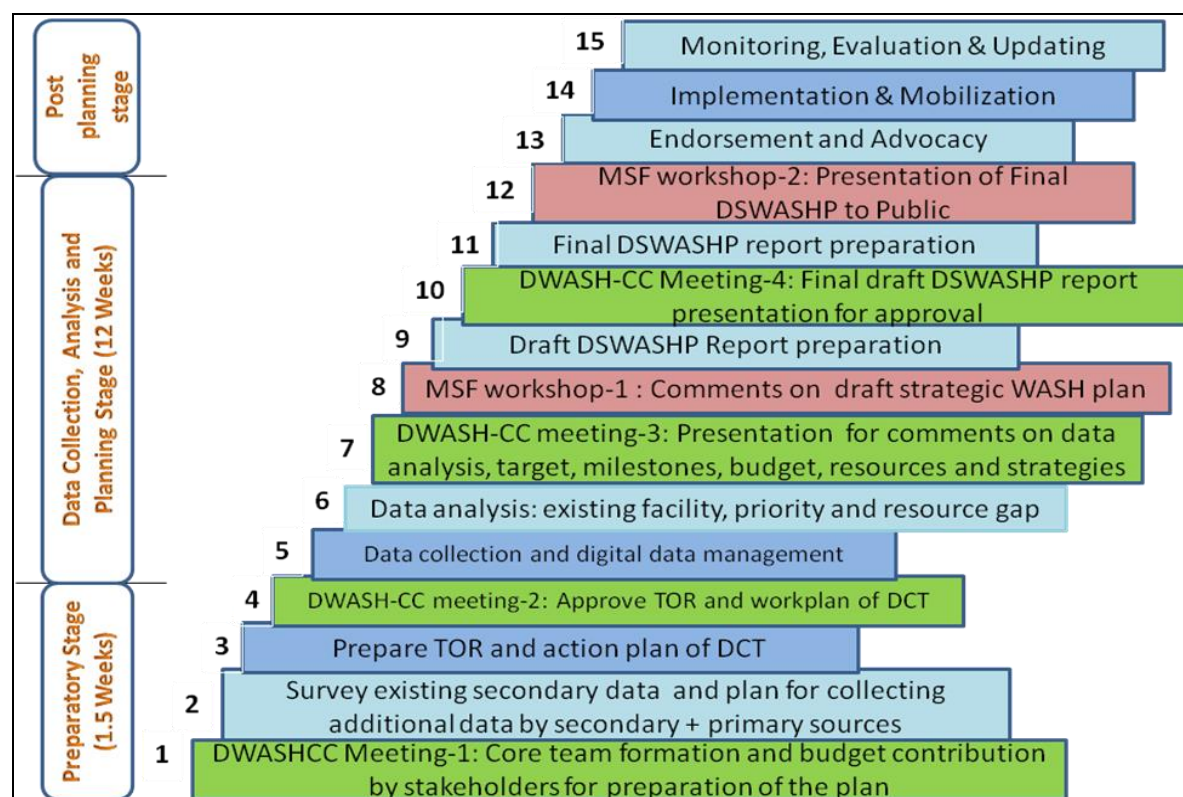 Post
planning
stage
15
Monitoring, Evaluation & Updating
14
Implementation & Mobilization
13
Endorsement and Advocacy
Data Collection, Analysis and
Planning Stage (12 Weeks)
12
MSF workshop-2: Presentation of Final
DSWASHP to Public
11
Final DSWASHP report preparation
10
DWASH-CC Meeting-4: Final draft DSWASHP report
presentation for approval
9
Draft DSWASHP Report preparation
8
MSF workshop-1 : Comments on draft strategic WASH plan
7
DWASH-CC meeting-3: Presentation for comments on data
analysis, target, milestones, budget, resources and strategies
6
Data analysis: existing facility, priority and resource gap
5
Data collection and digital data management
Preparatory Stage
(1.5 Weeks)
4
DWASH-CC meeting-2: Approve TOR and workplan of DCT
3
Prepare TOR and action plan of DCT
2
Survey existing secondary data and plan for collecting
additional data by secondary + primary sources
1
DWASHCC Meeting-1: Core team formation and budget contribution
by stakeholders for preparation of the plan